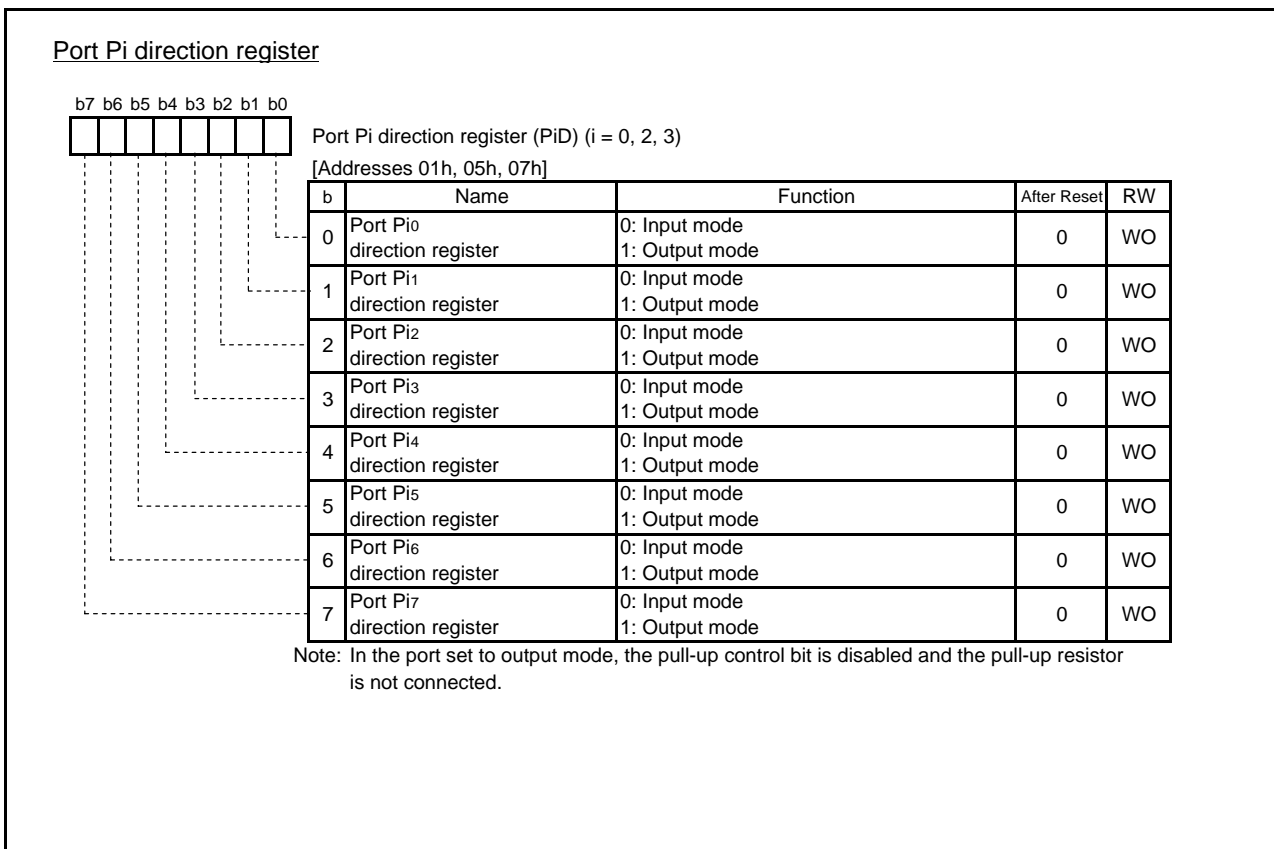 Port Pi direction register
b7 b6 b5 b4 b3 b2 b1 b0
Port Pi direction register (PiD) (i = 0, 2, 3)
[Addresses 01h, 05h, 07h]
b Name Function After Reset RW
0 Port Pi0 direction register 0: Input mode 1: Output mode 0 WO
1 Port Pi1 direction register 0: Input mode 1: Output mode 0 WO
2 Port Pi2 direction register 0: Input mode 1: Output mode 0 WO
3 Port Pi3 direction register 0: Input mode 1: Output mode 0 WO
4 Port Pi4 direction register 0: Input mode 1: Output mode 0 WO
5 Port Pi5 direction register 0: Input mode 1: Output mode 0 WO
6 Port Pi6 direction register 0: Input mode 1: Output mode 0 WO
7 Port Pi7 direction register 0: Input mode 1: Output mode 0 WO
Note: In the port set to output mode, the pull-up control bit is disabled and the pull-up resistor
is not connected.